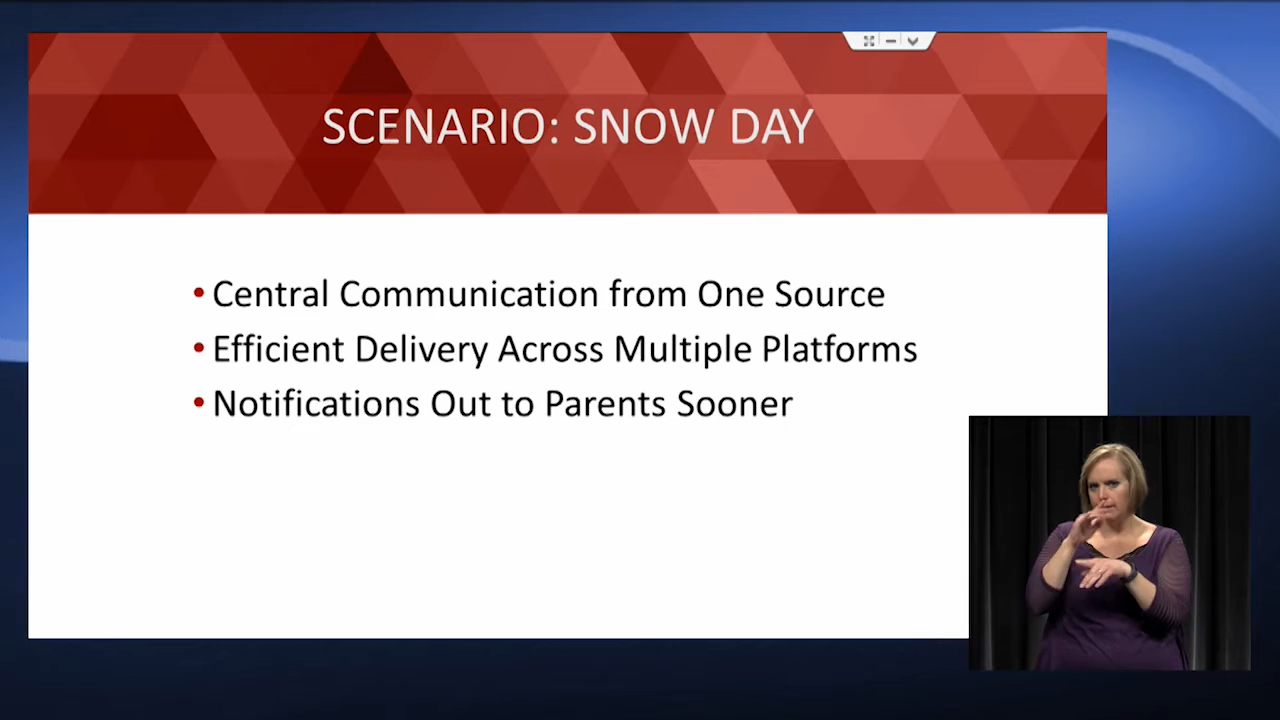 SCENARIO: SNOW DAY
• Central Communication from One Source
• Efficient Delivery Across Multiple Platforms
• Notifications Out to Parents Sooner